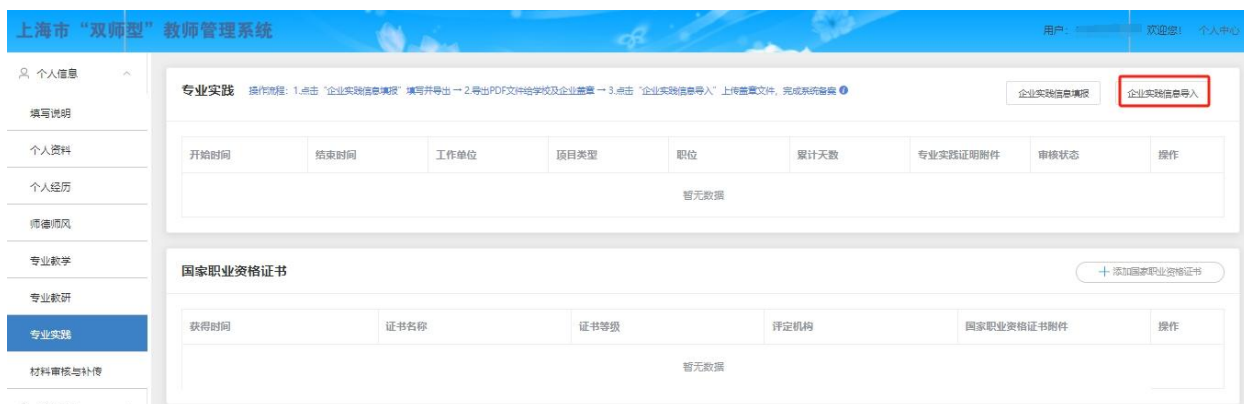 上海市“双师型”教师管理系统
用户： 欢迎您! 个人中心
个人信息
填写说明
个人资料
个人经历
师德师风
专业教学
专业教研
专业实践
材料审核与补传
专业实践 操作流程：1.点击“企业实践信息填报”填写并导出→2.导出PDF文件给学校及企业盖章→3.点击“企业实践信息导入”上传盖章文件，完成系统备案
企业实践信息填报 企业实践信息导入
开始时间 结束时间 工作单位 项目类型 职位 累计天数 专业实践证明附件 审核状态 操作
暂无数据
国家职业资格证书
+ 添加国家职业资格证书
获得时间 证书名称 证书等级 评定机构 国家职业资格证书附件 操作
暂无数据